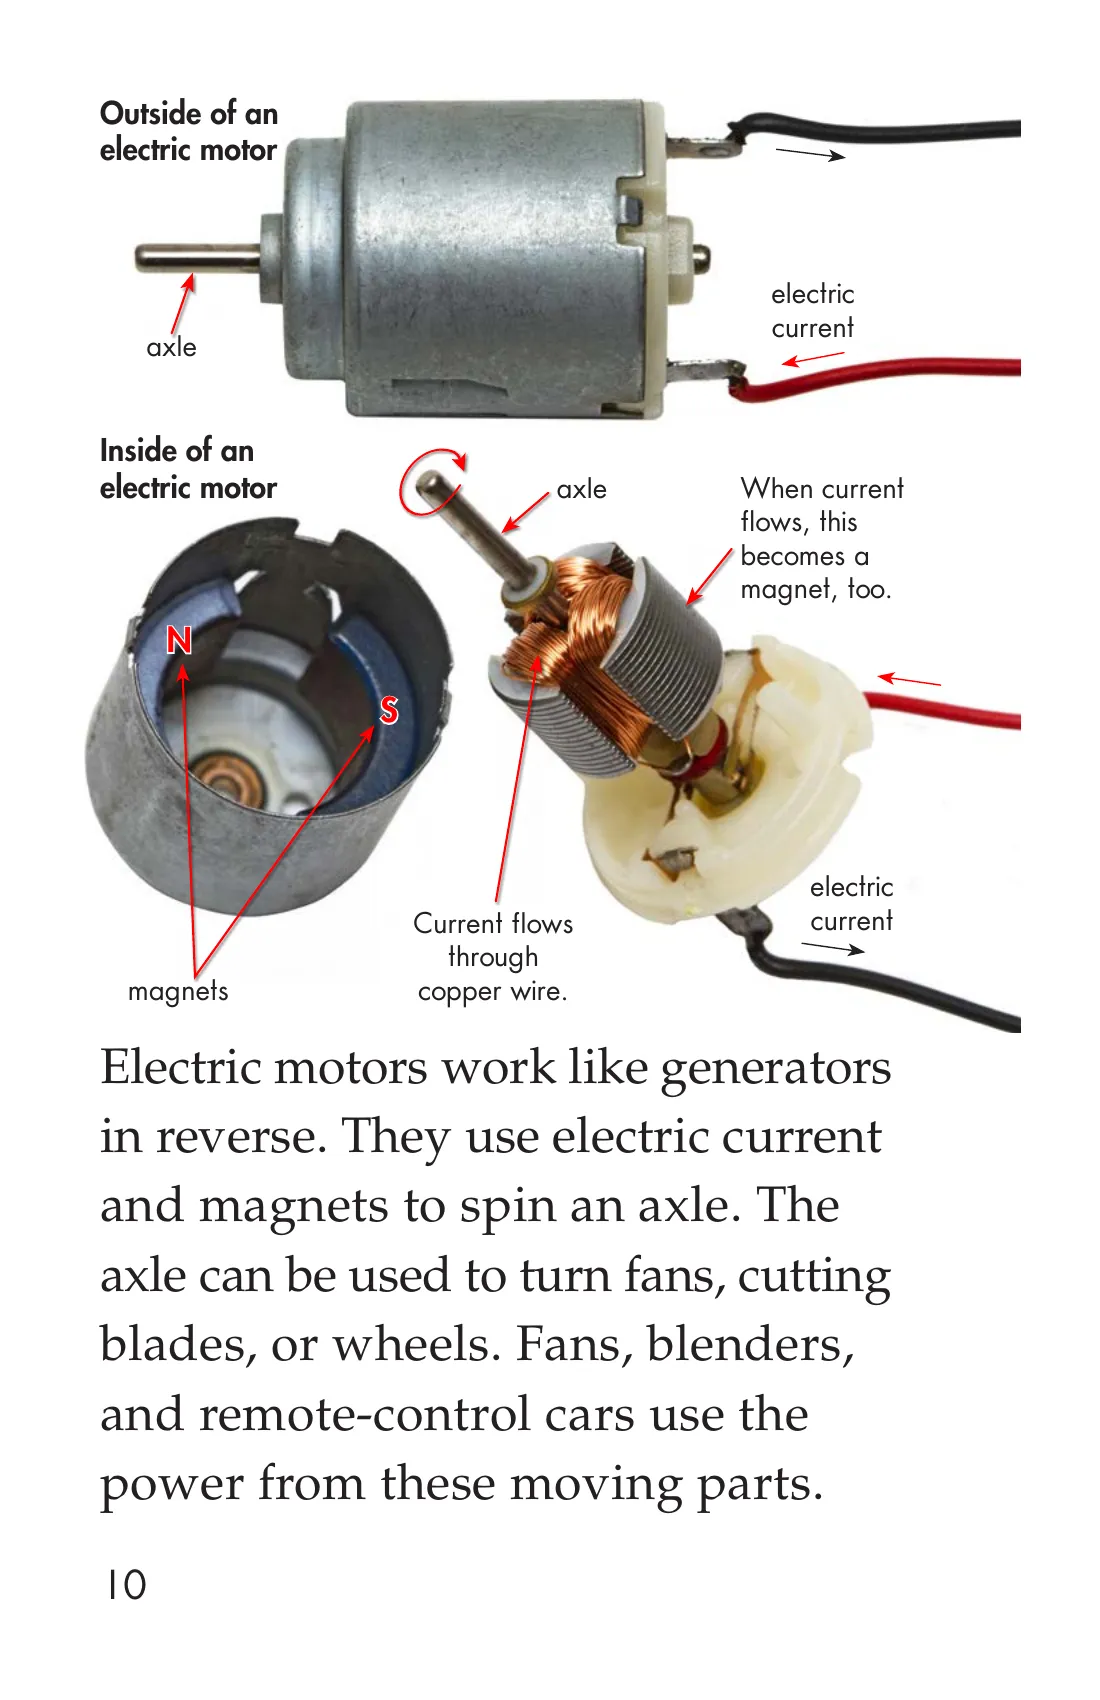 Outside of an
electric motor
axle
electric
current
Inside of an
electric motor
axle
When current
flows, this
becomes a
magnet, too.
N
S
electric
current
Current flows
through
copper wire.
magnets
Electric motors work like generators
in reverse. They use electric current
and magnets to spin an axle. The
axle can be used to turn fans, cutting
blades, or wheels. Fans, blenders,
and remote-control cars use the
power from these moving parts.
10